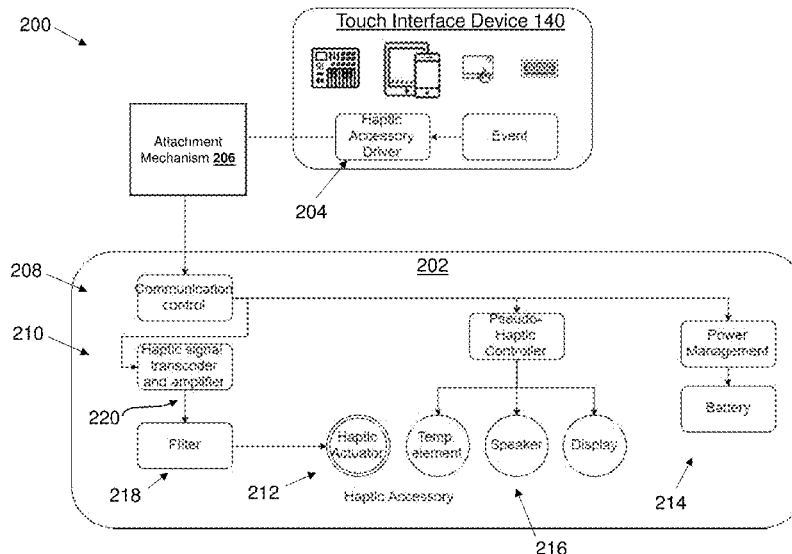 200
Touch Interface Device 140
Haptic
Accessory
Driver
Event
Attachment
Mechanism 206
204
202
208
Communication
control
210
Pseudo-
Haptic
Controller
Power
Management
Haptic signal
transcoder
and amplifier
220
Battery
Filter
Haptic
Actuator
Temp.
element
Speaker
Display
218
212
Haptic Accessory
216
214